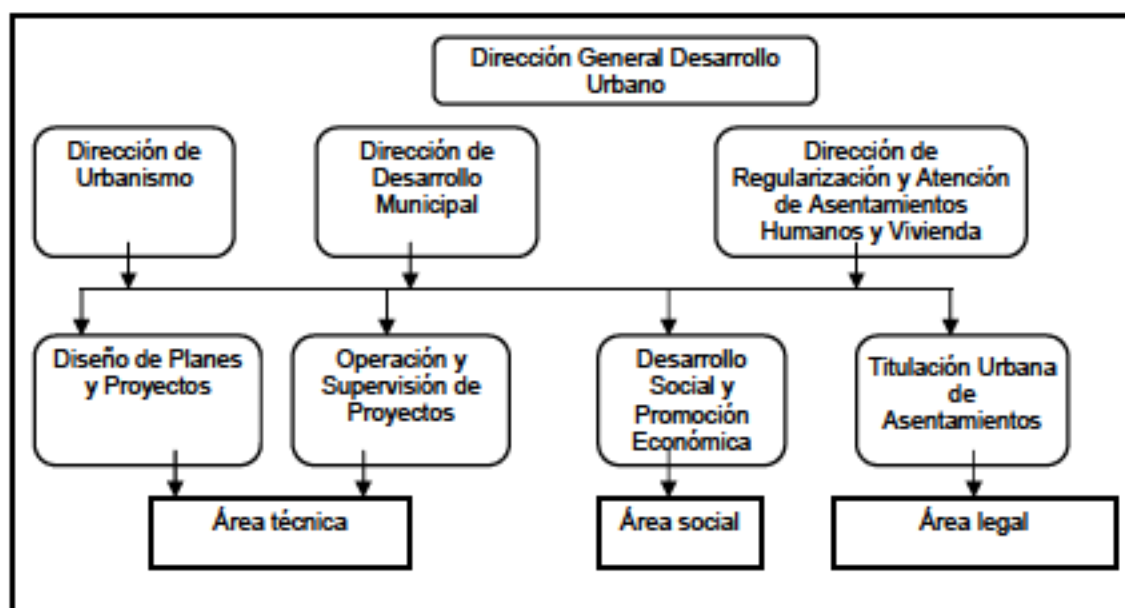 Dirección General Desarrollo
Urbano
Dirección de
Urbanismo
Dirección de
Desarrollo
Municipal
Dirección de
Regularización y Atención
de Asentamientos
Humanos y Vivienda
Diseño de Planes
y Proyectos
Operación y
Supervisión de
Proyectos
Desarrollo
Social y
Promoción
Económica
Titulación Urbana
de
Asentamientos
Área técnica
Área social
Área legal